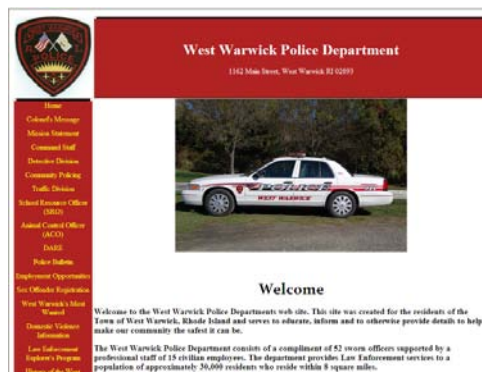 West Warwick Police Department
1162 Main Street, West Warwick RI 02893
POLICE
Home
Colonel's Message
Mission Statement
Command Staff
Detective Division
Community Policing
Traffic Division
School Resource Officer
(SRO)
Animal Control Officer
(ACO)
DARE
Police Bulletin
Employment Opportunities
Sex Offender Registration
West Warwick's Most
Wanted
Domestic Violence
Information
Law Enforcement
Explorer's Program
History of the West
POLICE
WEST WARWICK
Welcome
Welcome to the West Warwick Police Departments web site. This site was created for the residents of the
Town of West Warwick, Rhode Island and serves to educate, inform and to otherwise provide details to help
make our community the safest it can be.
The West Warwick Police Department consists of a compliment of 52 sworn officers supported by a
professional staff of 15 civilian employees. The department provides Law Enforcement services to a
population of approximately 30,000 residents who reside within 8 square miles.